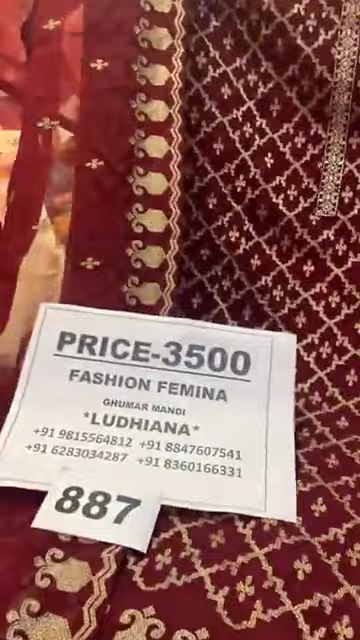 PRICE-3500
FASHION FEMINA
GHUMAR MANDI
*LUDHIANA*
+91 9815564812 +91 8847607541
+91 6283034287 +91 8360166331
887